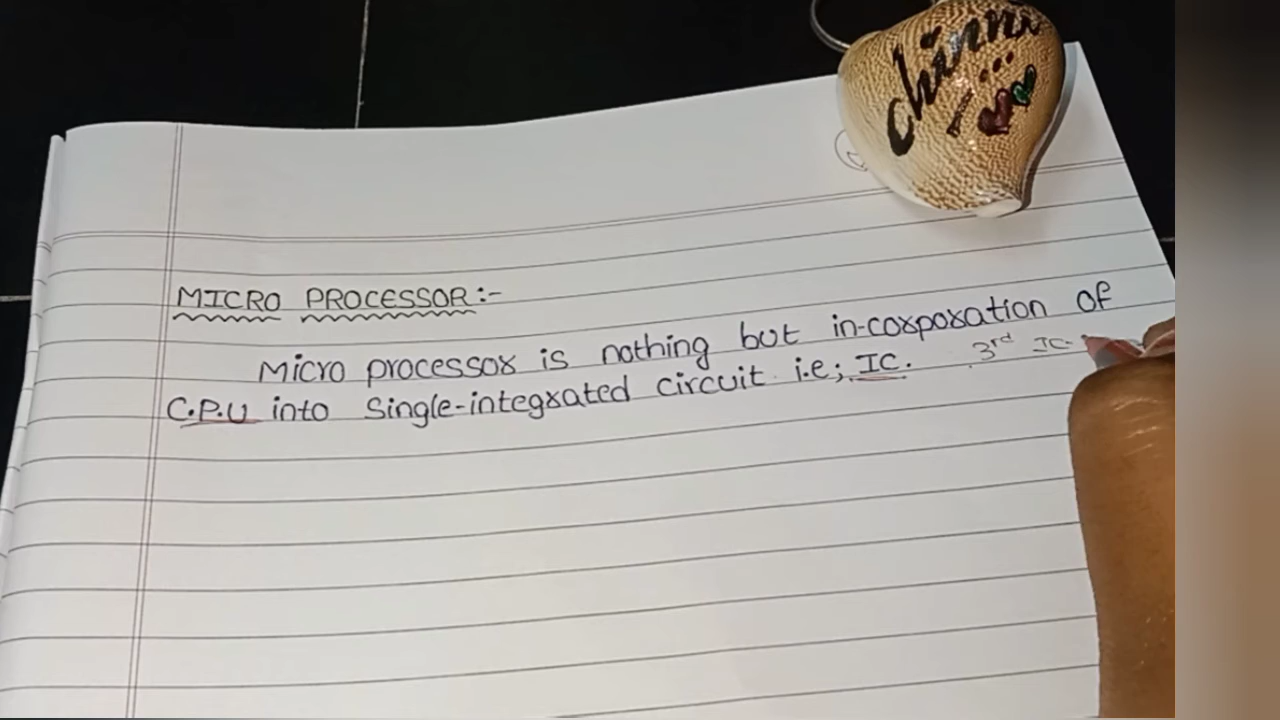 chinni
MICRO PROCESSOR:-
Micro processor is nothing but in-corporation of
C.P.U into Single-integrated circuit i.e; IC. 3rd IC-